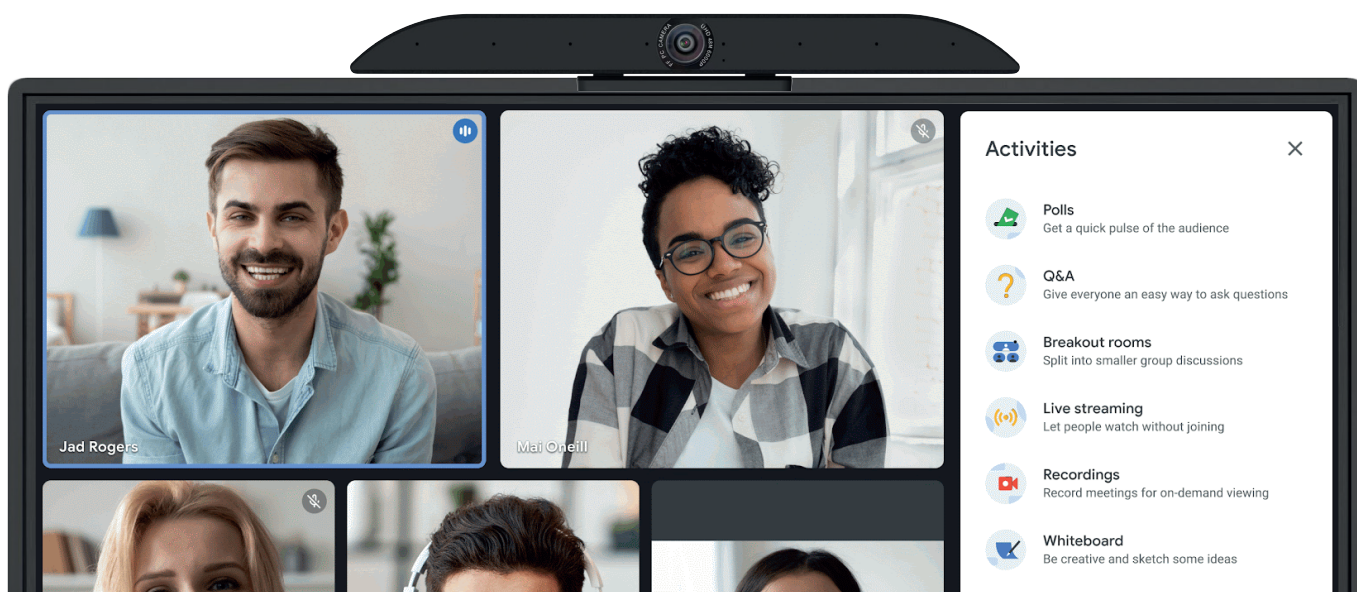 Jad Rogers
Mai Oneill
Activities
Polls
Get a quick pulse of the audience
Q&A
Give everyone an easy way to ask questions
Breakout rooms
Split into smaller group discussions
Live streaming
Let people watch without joining
Recordings
Record meetings for on-demand viewing
Whiteboard
Be creative and sketch some ideas